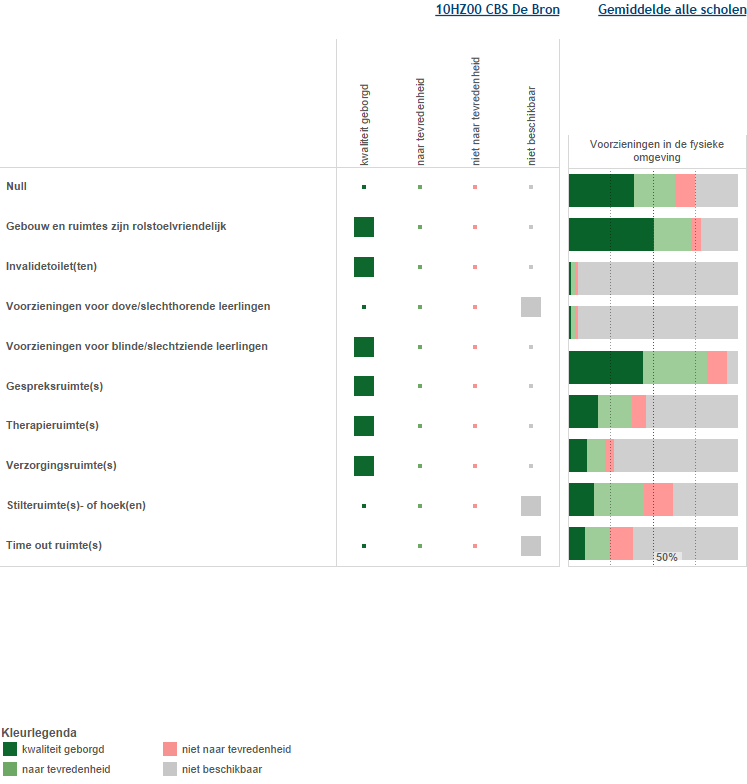 10HZ00 CBS De Bron
Gemiddelde alle scholen
kwaliteit geborgd
naar tevredenheid
niet naar tevredenheid
niet beschikbaar
Voorzieningen in de fysieke
omgeving
Null
Gebouw en ruimtes zijn rolstoelvriendelijk
Invalidetoilet(ten)
Voorzieningen voor dove/slechthorende leerlingen
Voorzieningen voor blinde/slechtziende leerlingen
Gespreksruimte(s)
Therapieruimte(s)
Verzorgingsruimte(s)
Stilteruimte(s)- of hoek(en)
Time out ruimte(s)
50%
Kleurlegenda
kwaliteit geborgd
niet naar tevredenheid
naar tevredenheid
niet beschikbaar